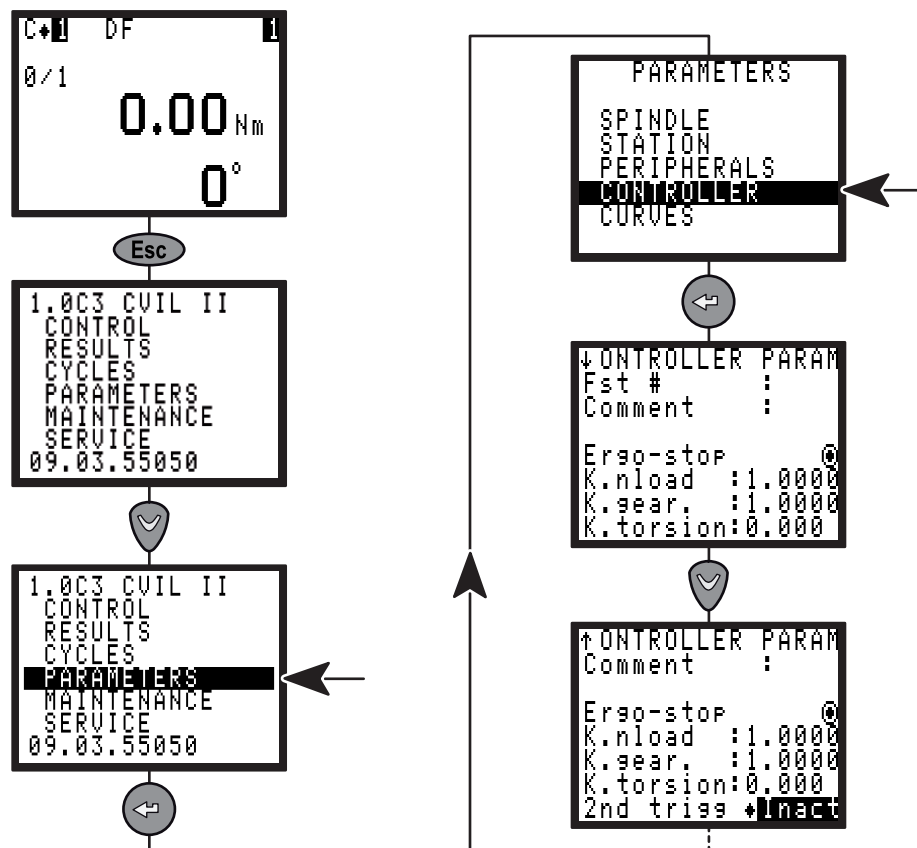 C♦1 DF 1
0/1
0.00 Nm
0°
Esc
1.0C3 CVIL II
CONTROL
RESULTS
CYCLES
PARAMETERS
MAINTENANCE
SERVICE
09.03.55050
1.0C3 CVIL II
CONTROL
RESULTS
CYCLES
PARAMETERS
MAINTENANCE
SERVICE
09.03.55050
PARAMETERS
SPINDLE
STATION
PERIPHERALS
CONTROLLER
CURVES
↓ONTROLLER PARAM
Fst # :
Comment :
Ergo-stop
K.nload :1.0000
K.gear. :1.0000
K.torsion:0.000
↑ONTROLLER PARAM
Comment :
Ergo-stop
K.nload :1.0000
K.gear. :1.0000
K.torsion:0.000
2nd trigg ♦Inact